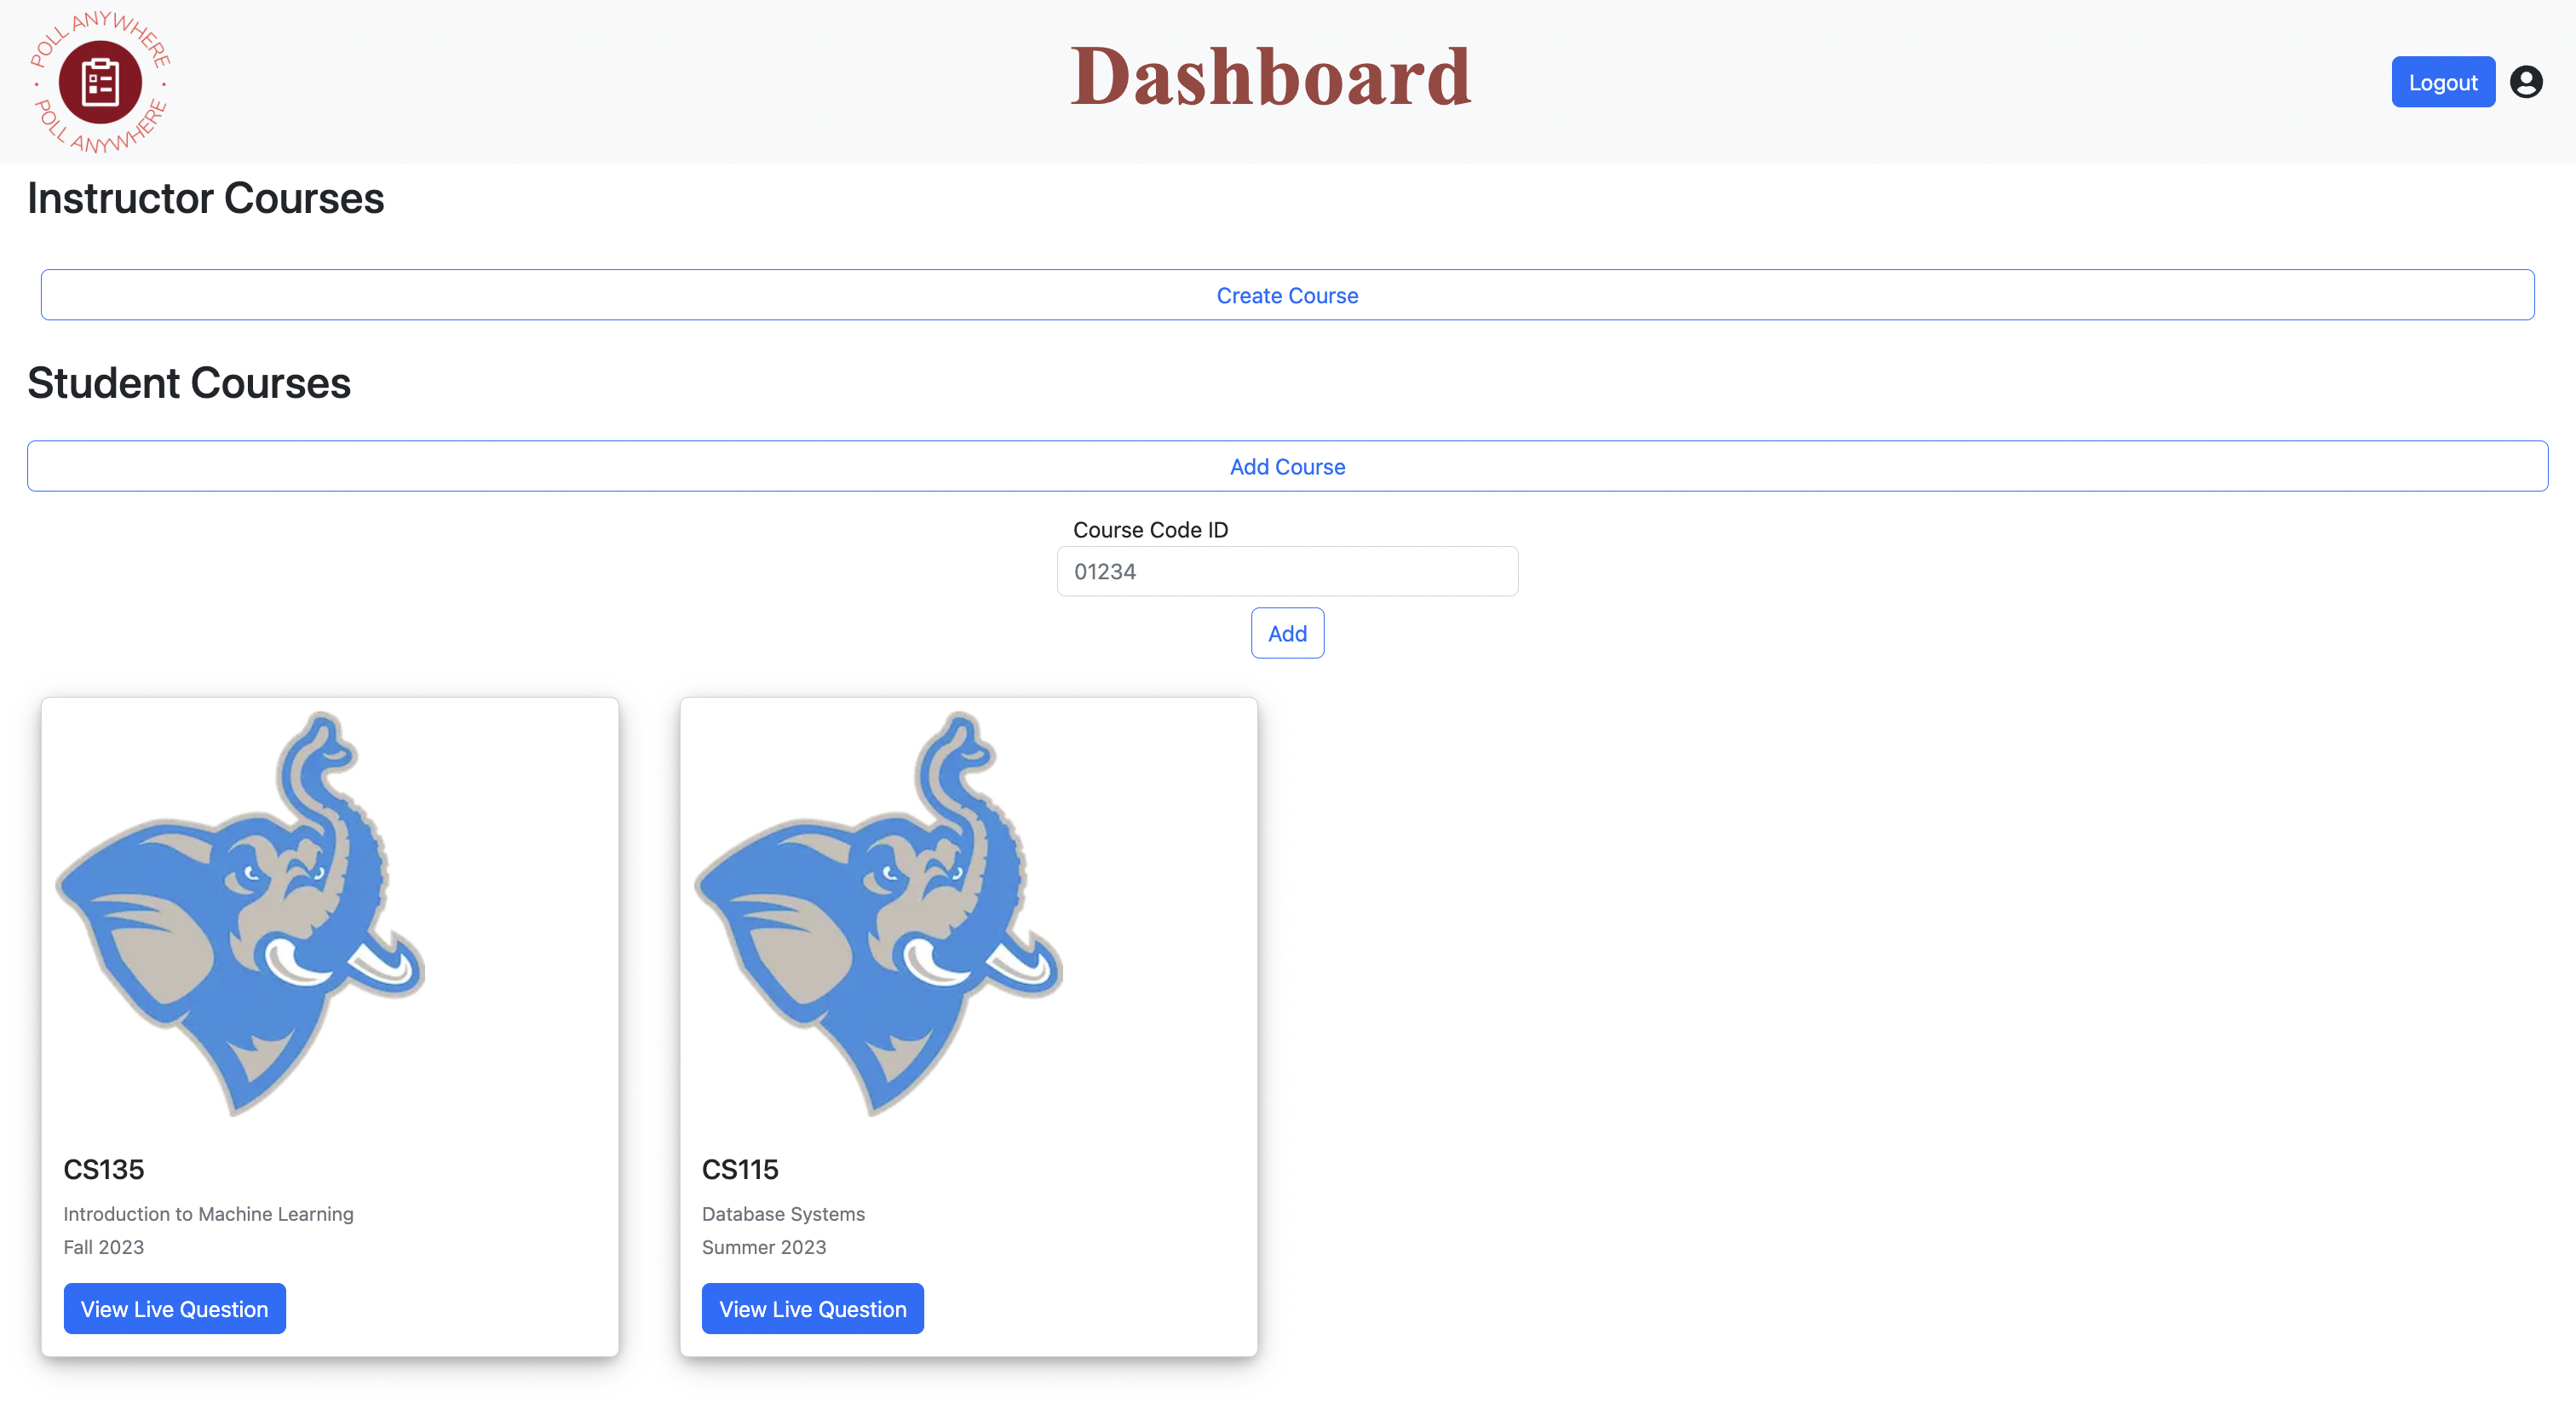 POLL ANYWHERE
POLL ANYWHERE
Dashboard
Logout
Instructor Courses
Create Course
Student Courses
Add Course
Course Code ID
01234
Add
CS135
Introduction to Machine Learning
Fall 2023
View Live Question
CS115
Database Systems
Summer 2023
View Live Question